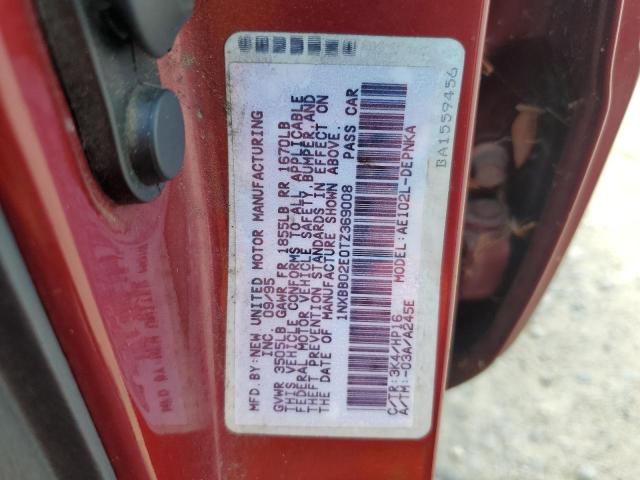 MFD.BY:NEW UNITED MOTOR MANUFACTURING
INC. 09/95
GVWR 3505LB GAWR FR 1855LB RR 1670LB
THIS VEHICLE CONFORMS TO ALL APPLICABLE
FEDERAL MOTOR VEHICLE SAFETY, BUMPER, AND
THEFT PREVENTION STANDARDS IN EFFECT ON
THE DATE OF MANUFACTURE SHOWN ABOVE.
1NXBB02E0TZ369008 PASS CAR
C/TR:3K4/HP16 MODEL:AE102L-DEPNKA
A/TM:-03A/A245E
BA1559456